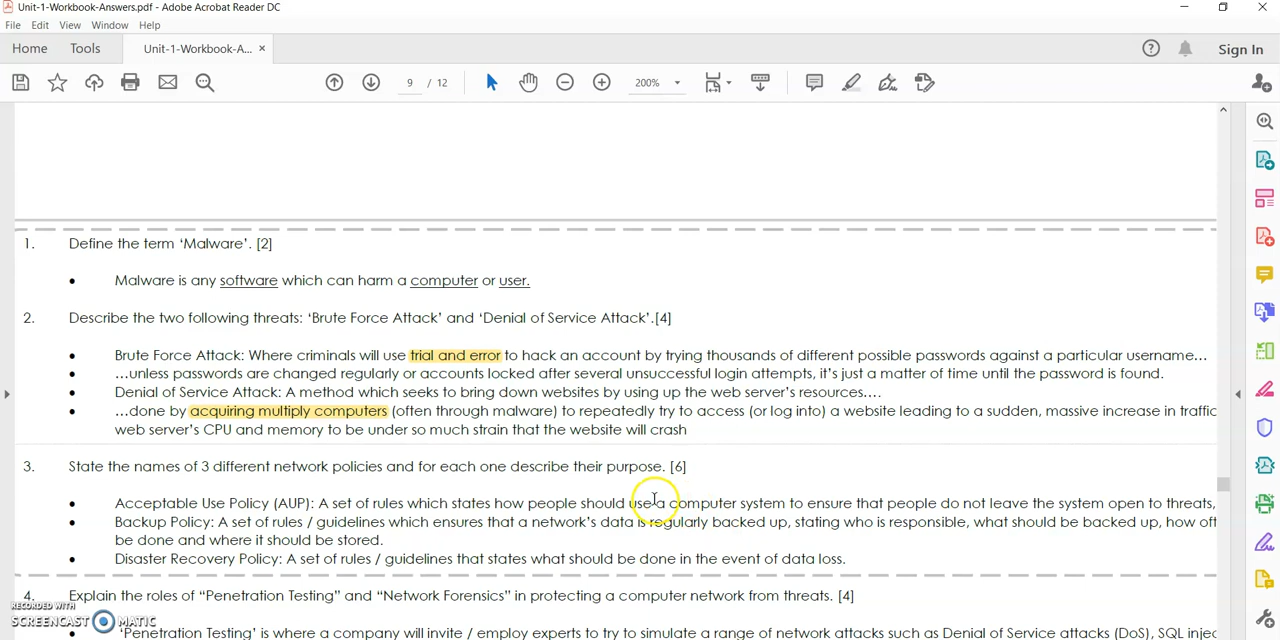 Unit-1-Workbook-Answers.pdf - Adobe Acrobat Reader DC
File Edit View Window Help
Home Tools Unit-1-Workbook-A... × Sign In
9 / 12 200%
1. Define the term ‘Malware’. [2]
• Malware is any software which can harm a computer or user.
2. Describe the two following threats: ‘Brute Force Attack’ and ‘Denial of Service Attack’.[4]
• Brute Force Attack: Where criminals will use trial and error to hack an account by trying thousands of different possible passwords against a particular username…
• …unless passwords are changed regularly or accounts locked after several unsuccessful login attempts, it’s just a matter of time until the password is found.
• Denial of Service Attack: A method which seeks to bring down websites by using up the web server’s resources….
• …done by acquiring multiply computers (often through malware) to repeatedly try to access (or log into) a website leading to a sudden, massive increase in traffic
web server’s CPU and memory to be under so much strain that the website will crash
3. State the names of 3 different network policies and for each one describe their purpose. [6]
• Acceptable Use Policy (AUP): A set of rules which states how people should use a computer system to ensure that people do not leave the system open to threats,
• Backup Policy: A set of rules / guidelines which ensures that a network’s data is regularly backed up, stating who is responsible, what should be backed up, how oft
be done and where it should be stored.
• Disaster Recovery Policy: A set of rules / guidelines that states what should be done in the event of data loss.
4. Explain the roles of “Penetration Testing” and “Network Forensics” in protecting a computer network from threats. [4]
RECORDED WITH
SCREENCAST MATIC
• ‘Penetration Testing’ is where a company will invite / employ experts to try to simulate a range of network attacks such as Denial of Service attacks (DoS), SQL injec